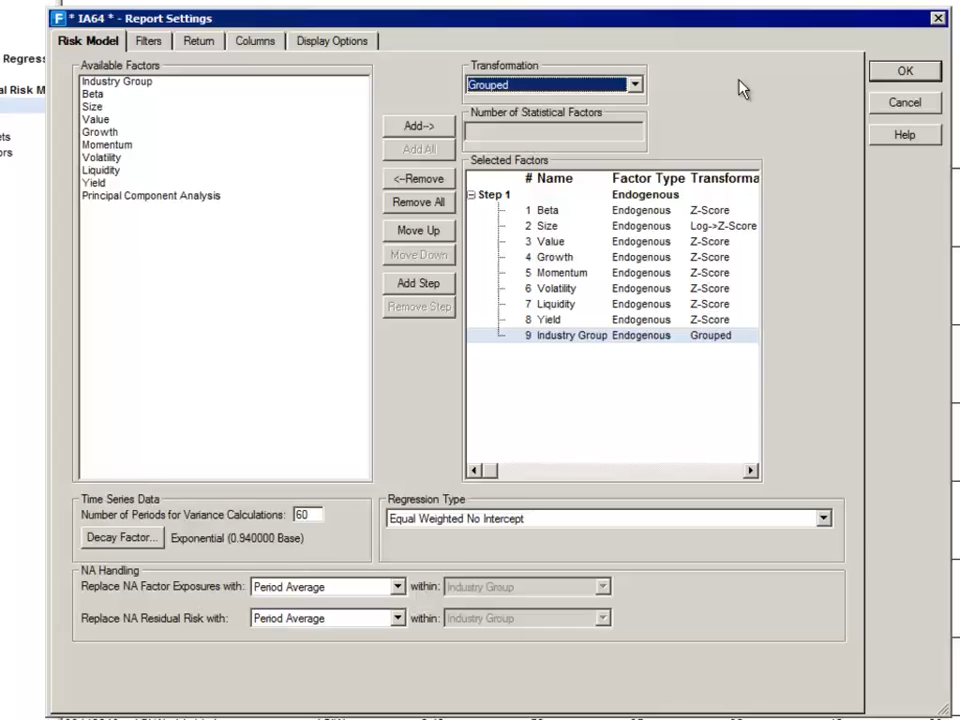 * IA64 * - Report Settings
Risk Model
Filters
Return
Columns
Display Options
Regress
al Risk M
ets
ors
Available Factors
Industry Group
Beta
Size
Value
Growth
Momentum
Volatility
Liquidity
Yield
Principal Component Analysis
Add-->
Add All
<--Remove
Remove All
Move Up
Move Down
Add Step
Remove Step
Transformation
Grouped
Number of Statistical Factors
Selected Factors
# Name Factor Type Transforma
Step 1 Endogenous
1 Beta Endogenous Z-Score
2 Size Endogenous Log->Z-Score
3 Value Endogenous Z-Score
4 Growth Endogenous Z-Score
5 Momentum Endogenous Z-Score
6 Volatility Endogenous Z-Score
7 Liquidity Endogenous Z-Score
8 Yield Endogenous Z-Score
9 Industry Group Endogenous Grouped
OK
Cancel
Help
Time Series Data
Number of Periods for Variance Calculations: 60
Decay Factor... Exponential (0.940000 Base)
Regression Type
Equal Weighted No Intercept
NA Handling
Replace NA Factor Exposures with: Period Average within: Industry Group
Replace NA Residual Risk with: Period Average within: Industry Group